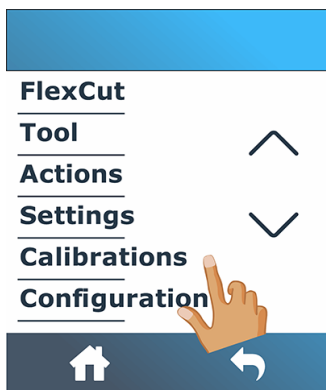 FlexCut
Tool
Actions
Settings
Calibrations
Configuration